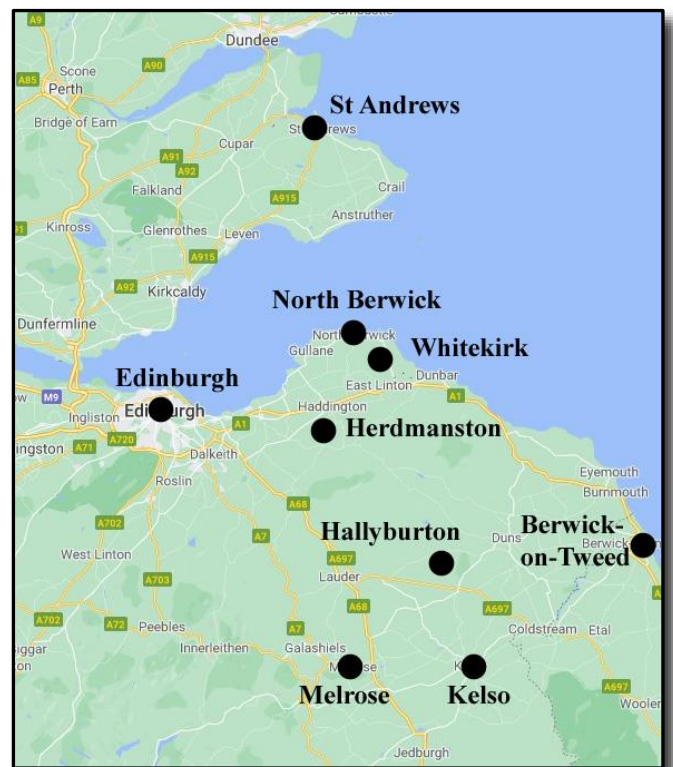 A9
Dundee
A90
Scone
A85
Perth
St Andrews
Bridge of Earn
A91
Cupar
A92
Falkland
A915
Crail
Anstruther
Kinross
Glenrothes
Leven
A915
A92
Kirkcaldy
North Berwick
Dunfermline
Gullane
Whitekirk
Edinburgh
East Linton
Dunbar
M9
A1
Haddington
Ingliston
A1
Herdmanston
A720
A71
Dalkeith
Roslin
Eyemouth
A68
Burnmouth
A702
A7
Hallyburton
Duns
Berwick-
on-Tweed
West Linton
A697
Lauder
A703
A68
A697
A702
A72
Peebles
A7
Coldstream
Etal
Innerleithen
Galashiels
Melrose
Kelso
A697
Wooler
Jedburgh